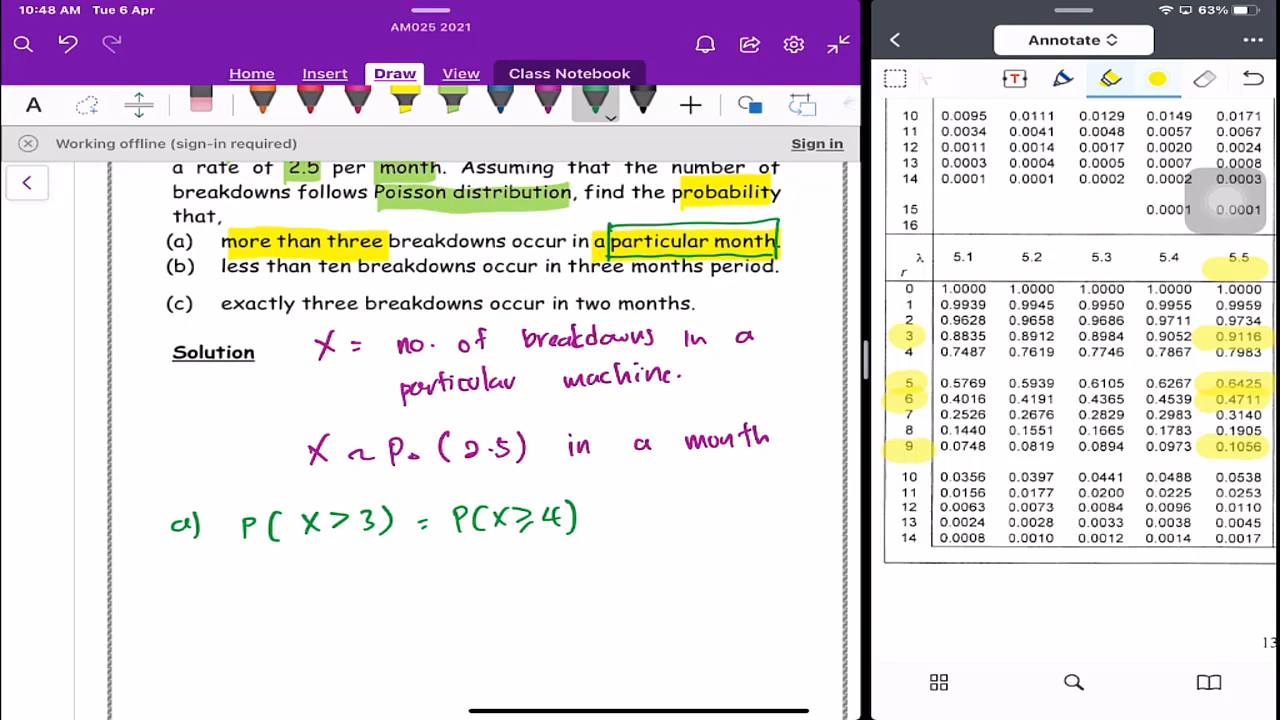 10:48 AM Tue 6 Apr
AM025 2021
Home Insert Draw View Class Notebook
A
Working offline (sign-in required) Sign in
a rate of 2.5 per month. Assuming that the number of
breakdowns follows Poisson distribution, find the probability
that,
(a) more than three breakdowns occur in a particular month.
(b) less than ten breakdowns occur in three months period.
(c) exactly three breakdowns occur in two months.
Solution
X = no. of breakdowns in a
particular machine.
X ~ Po (2.5) in a month
a) P( X > 3) = P(X ≥ 4)
63%
Annotate
T
10 0.0095 0.0111 0.0129 0.0149 0.0171
11 0.0034 0.0041 0.0048 0.0057 0.0067
12 0.0011 0.0014 0.0017 0.0020 0.0024
13 0.0003 0.0004 0.0005 0.0007 0.0008
14 0.0001 0.0001 0.0001 0.0002 0.0003
15 0.0001 0.0001
16
λ 5.1 5.2 5.3 5.4 5.5
r
0 1.0000 1.0000 1.0000 1.0000 1.0000
1 0.9939 0.9945 0.9950 0.9955 0.9959
2 0.9628 0.9658 0.9686 0.9711 0.9734
3 0.8835 0.8912 0.8984 0.9052 0.9116
4 0.7487 0.7619 0.7746 0.7867 0.7983
5 0.5769 0.5939 0.6105 0.6267 0.6425
6 0.4016 0.4191 0.4365 0.4539 0.4711
7 0.2526 0.2676 0.2829 0.2983 0.3140
8 0.1440 0.1551 0.1665 0.1783 0.1905
9 0.0748 0.0819 0.0894 0.0973 0.1056
10 0.0356 0.0397 0.0441 0.0488 0.0538
11 0.0156 0.0177 0.0200 0.0225 0.0253
12 0.0063 0.0073 0.0084 0.0096 0.0110
13 0.0024 0.0028 0.0033 0.0038 0.0045
14 0.0008 0.0010 0.0012 0.0014 0.0017
13